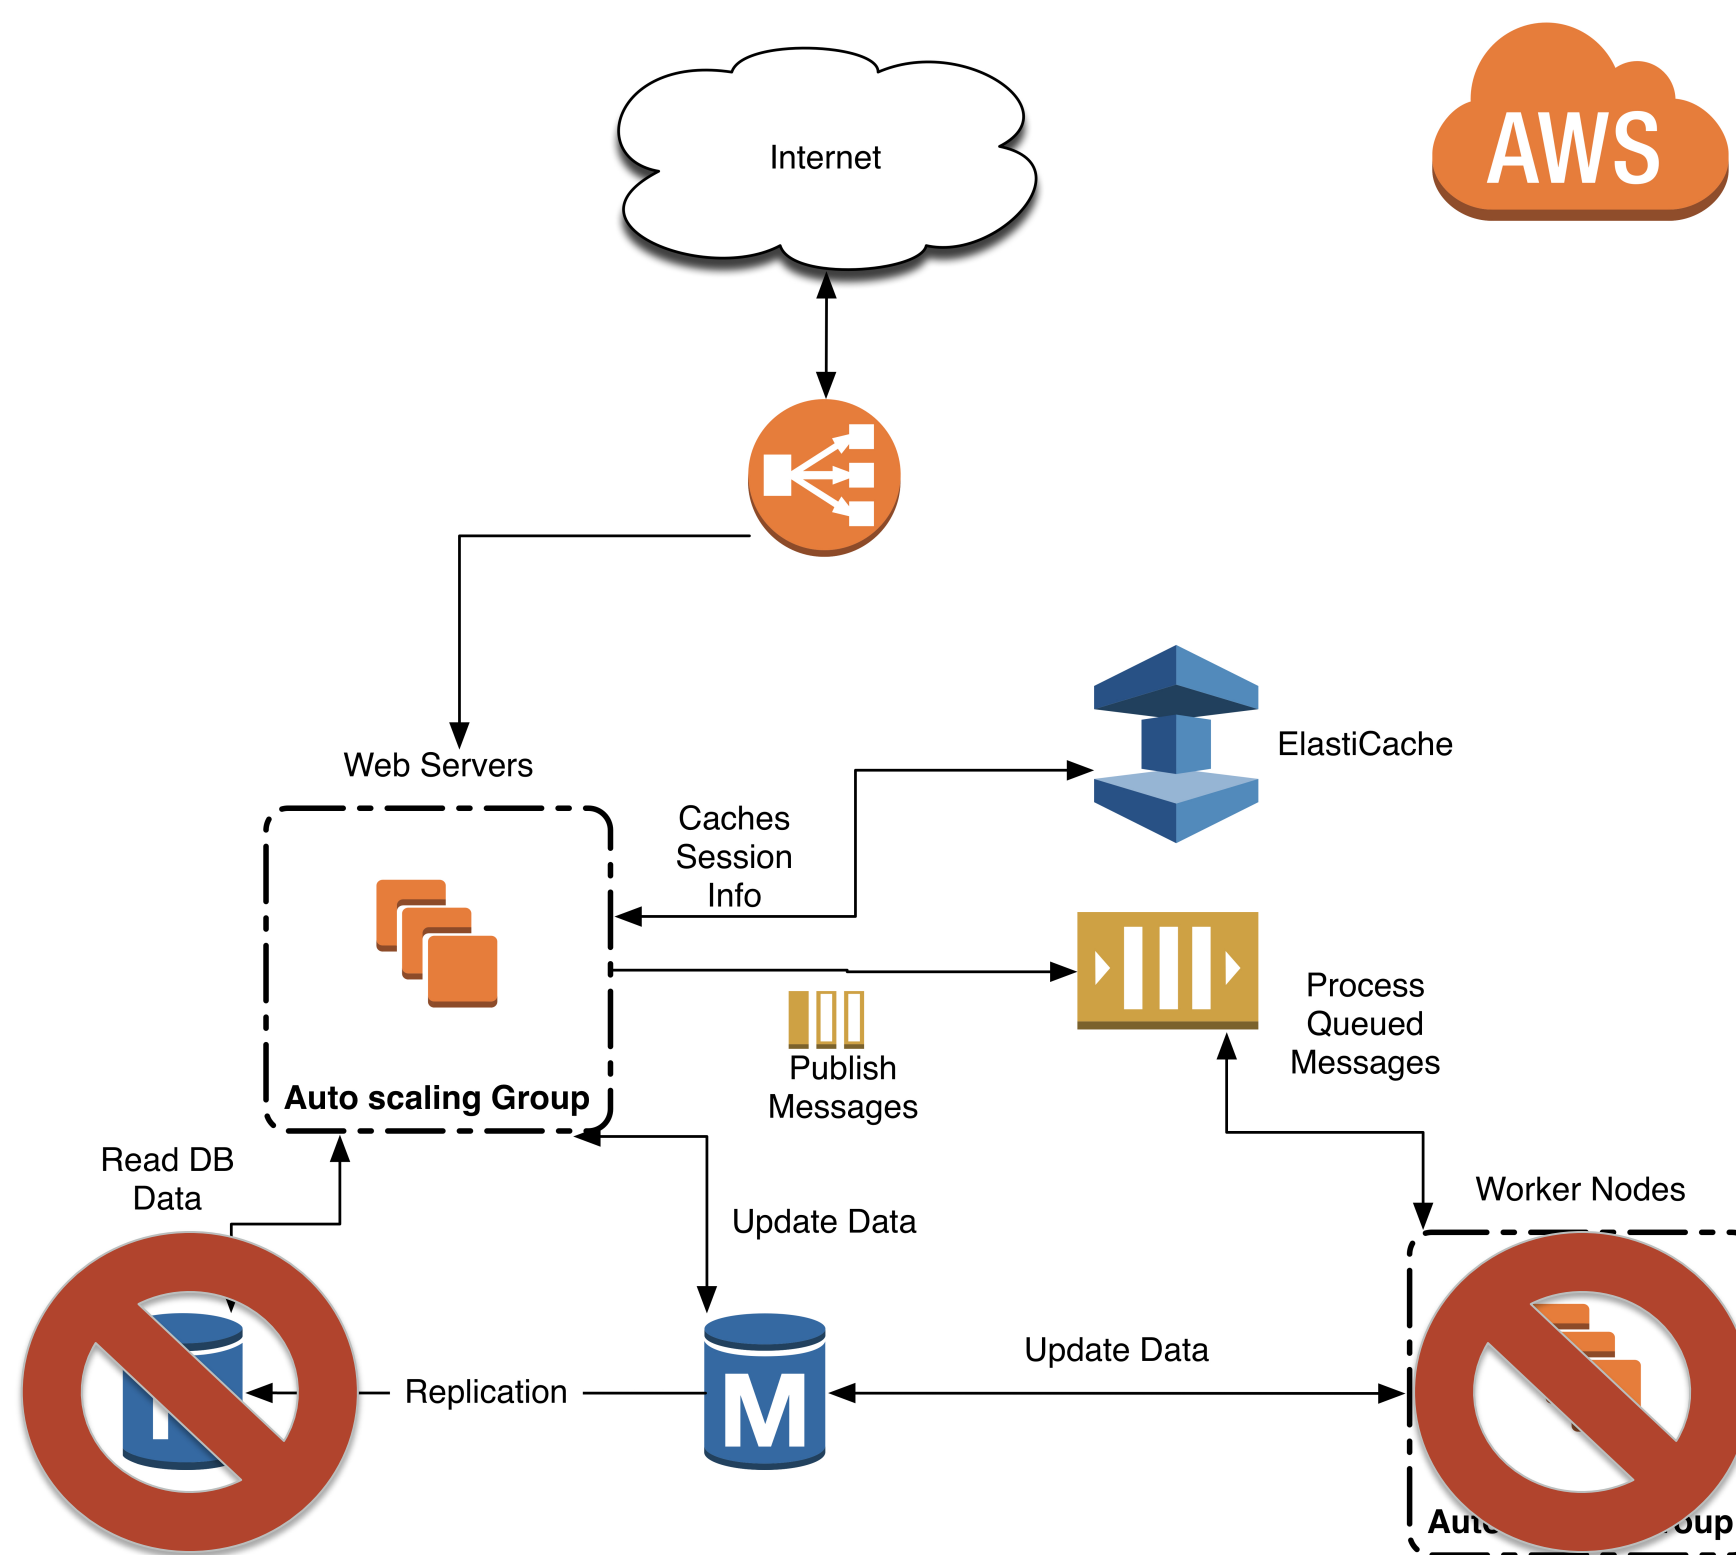 Internet
AWS
ElastiCache
Web Servers
Caches
Session
Info
Process
Queued
Messages
Publish
Messages
Auto scaling Group
Read DB
Data
Worker Nodes
Update Data
Update Data
Replication
M